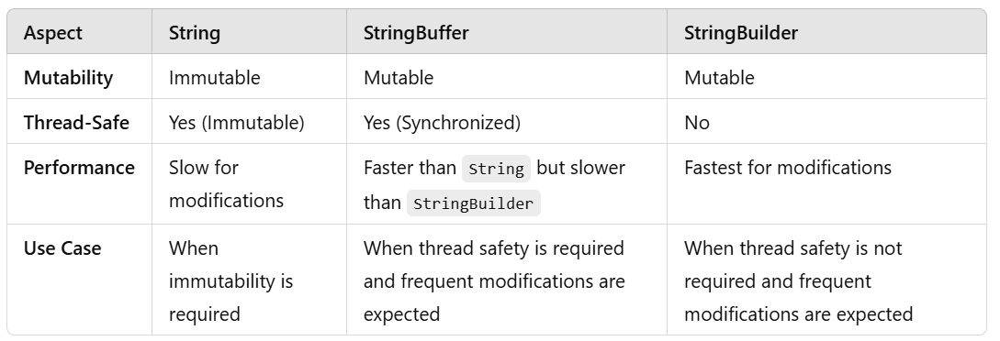 Aspect String StringBuffer StringBuilder
Mutability Immutable Mutable Mutable
Thread-Safe Yes (Immutable) Yes (Synchronized) No
Performance Slow for modifications Faster than String but slower than StringBuilder Fastest for modifications
Use Case When immutability is required When thread safety is required and frequent modifications are expected When thread safety is not required and frequent modifications are expected